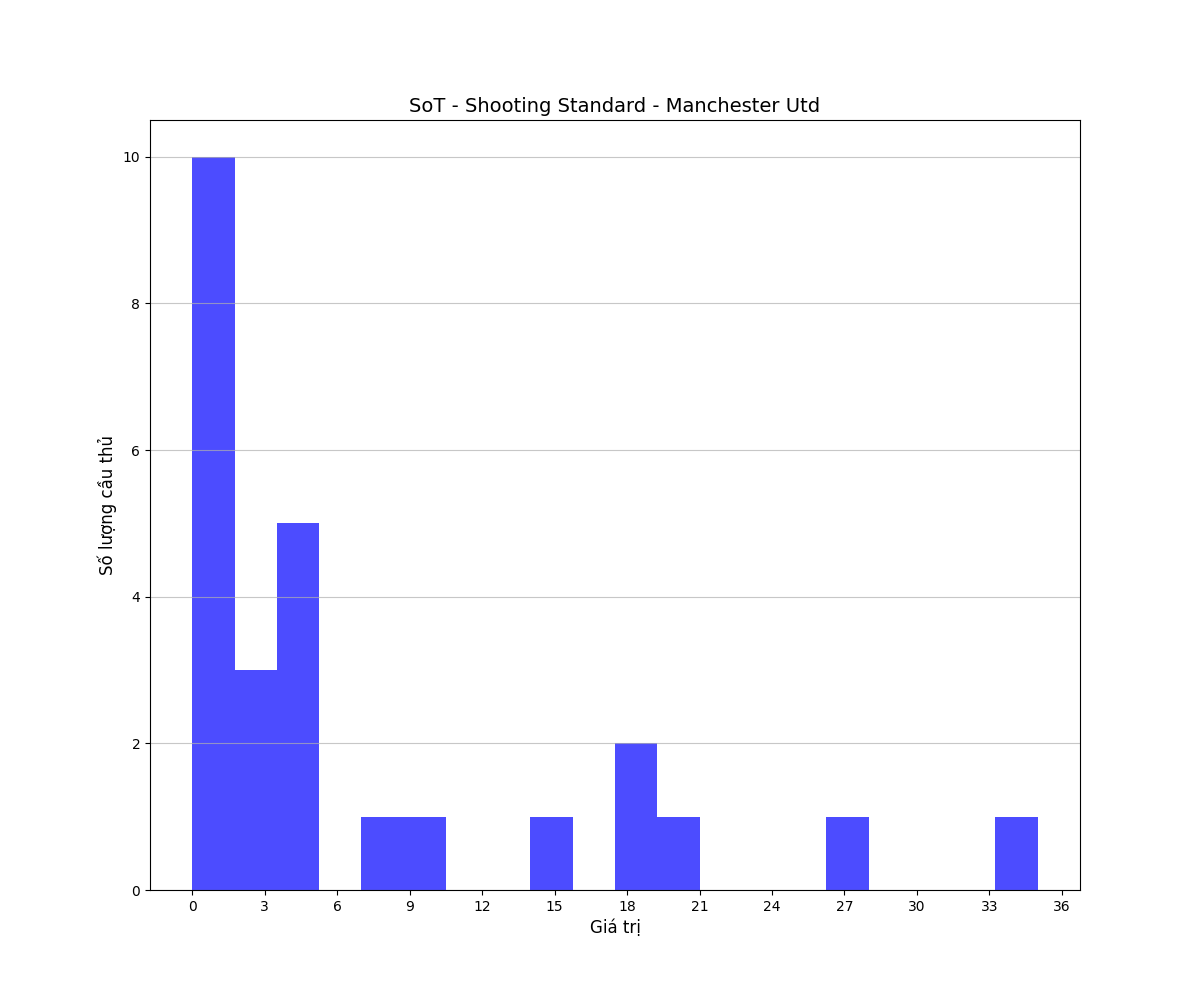 SoT - Shooting Standard - Manchester Utd
Số lượng cầu thủ
10
8
6
4
2
0
0 3 6 9 12 15 18 21 24 27 30 33 36
Giá trị